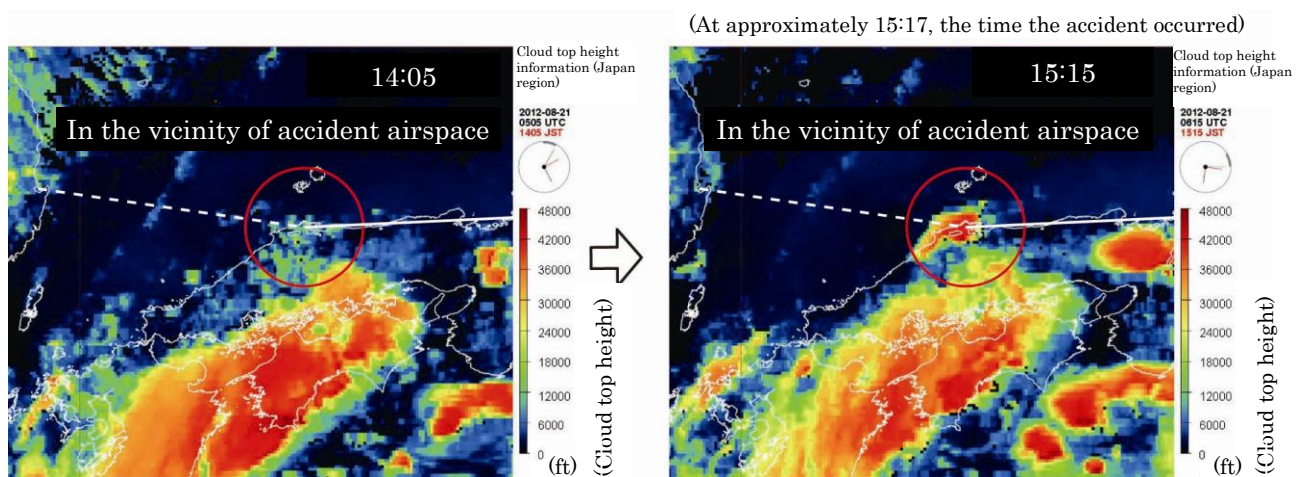 (At approximately 15:17, the time the accident occurred)
14:05
In the vicinity of accident airspace
Cloud top height
information (Japan
region)
2012-08-21
0505 UTC
1405 JST
48000
42000
36000
30000
24000
18000
12000
6000
0
(ft)
(Cloud top height)
15:15
In the vicinity of accident airspace
Cloud top height
information (Japan
region)
2012-08-21
0615 UTC
1515 JST
48000
42000
36000
30000
24000
18000
12000
6000
0
(ft)
(Cloud top height)